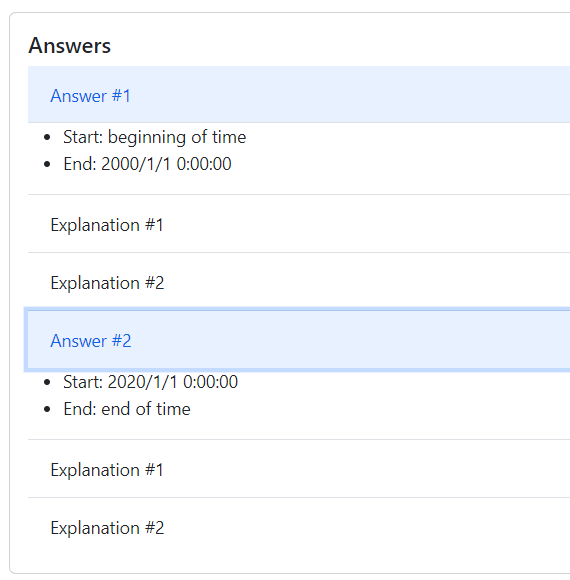 Answers
Answer #1
Start: beginning of time
End: 2000/1/1 0:00:00
Explanation #1
Explanation #2
Answer #2
Start: 2020/1/1 0:00:00
End: end of time
Explanation #1
Explanation #2